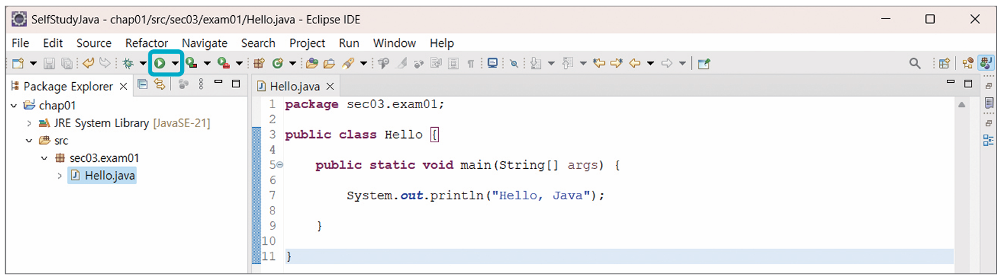 SelfStudyJava - chap01/src/sec03/exam01/Hello.java - Eclipse IDE
File Edit Source Refactor Navigate Search Project Run Window Help
Package Explorer
chap01
JRE System Library [JavaSE-21]
src
sec03.exam01
Hello.java
Hello.java
1 package sec03.exam01;
2
3 public class Hello {
4
5 public static void main(String[] args) {
6
7 System.out.println("Hello, Java");
8
9 }
10
11 }